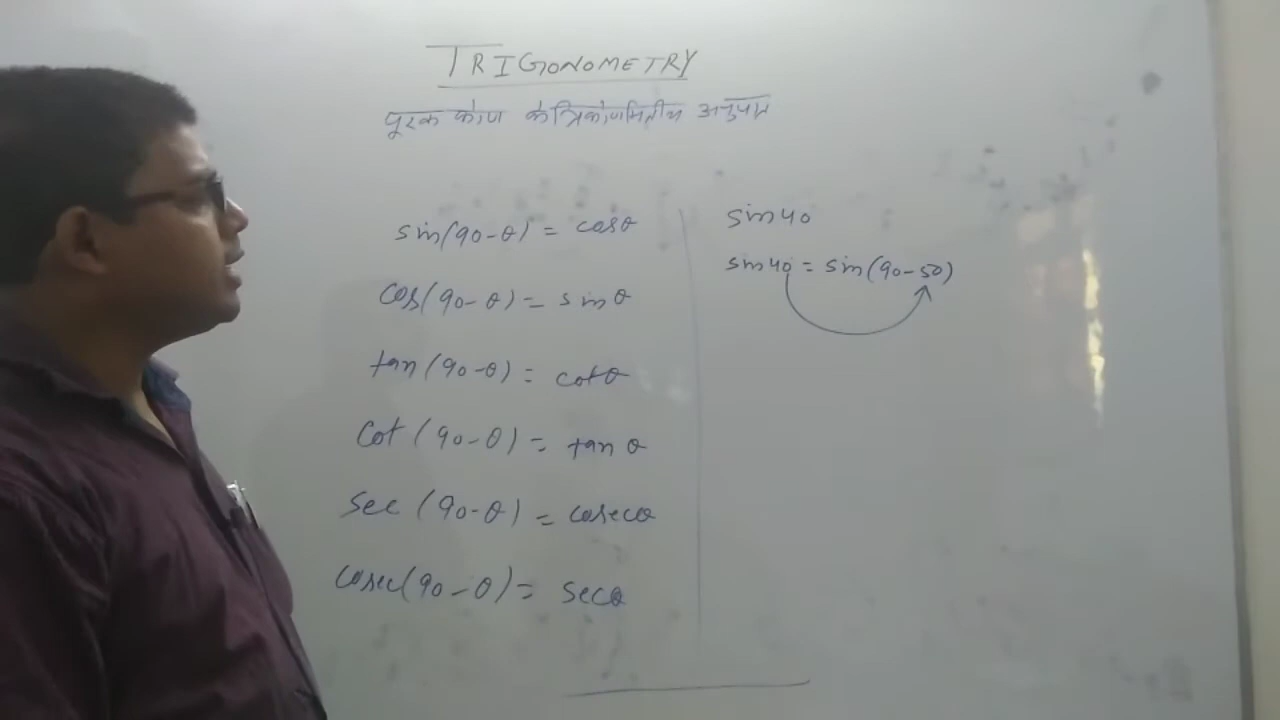 TRIGONOMETRY
पूरक कोण के त्रिकोणमितीय अनुपात
sin(90-θ) = cosθ
cos(90-θ) = sinθ
tan(90-θ) = cotθ
cot(90-θ) = tanθ
sec(90-θ) = cosecθ
cosec(90-θ) = secθ
sin40
sin40 = sin(90-50)